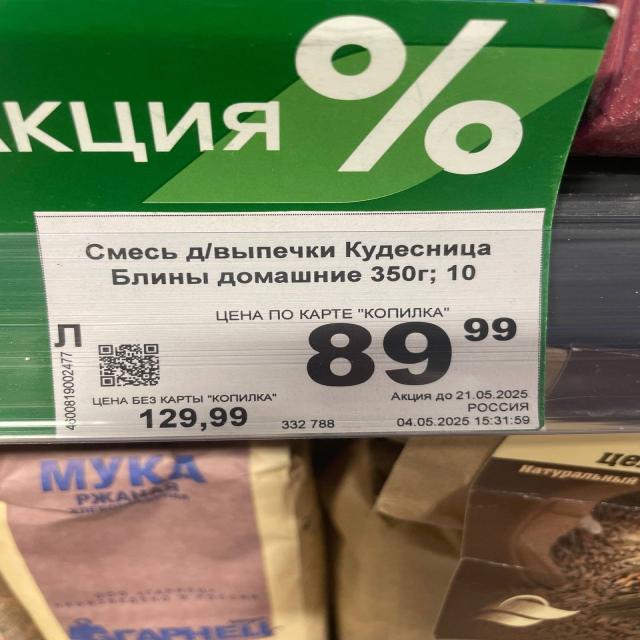 АКЦИЯ %
Смесь д/выпечки Кудесница
Блины домашние 350г; 10
ЦЕНА ПО КАРТЕ "КОПИЛКА"
89 99
Л
ЦЕНА БЕЗ КАРТЫ "КОПИЛКА"
129,99
332 788
Акция до 21.05.2025
РОССИЯ
04.05.2025 15:31:59
4600819002477
МУКА
РЖАНАЯ
ГАРНЕЦ
Натуральный